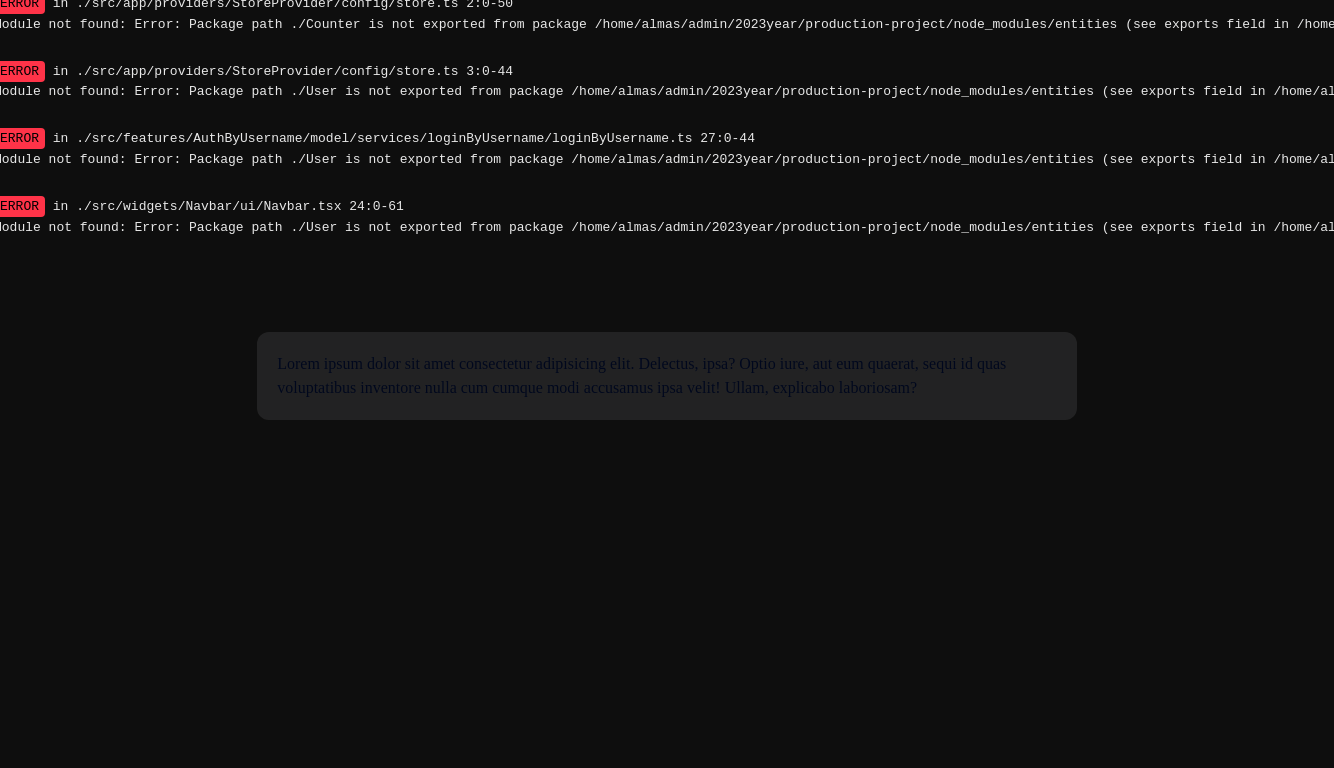 ERROR in ./src/app/providers/StoreProvider/config/store.ts 2:0-50
Module not found: Error: Package path ./Counter is not exported from package /home/almas/admin/2023year/production-project/node_modules/entities (see exports field in /home
ERROR in ./src/app/providers/StoreProvider/config/store.ts 3:0-44
Module not found: Error: Package path ./User is not exported from package /home/almas/admin/2023year/production-project/node_modules/entities (see exports field in /home/al
ERROR in ./src/features/AuthByUsername/model/services/loginByUsername/loginByUsername.ts 27:0-44
Module not found: Error: Package path ./User is not exported from package /home/almas/admin/2023year/production-project/node_modules/entities (see exports field in /home/al
ERROR in ./src/widgets/Navbar/ui/Navbar.tsx 24:0-61
Module not found: Error: Package path ./User is not exported from package /home/almas/admin/2023year/production-project/node_modules/entities (see exports field in /home/al
Lorem ipsum dolor sit amet consectetur adipisicing elit. Delectus, ipsa? Optio iure, aut eum quaerat, sequi id quas
voluptatibus inventore nulla cum cumque modi accusamus ipsa velit! Ullam, explicabo laboriosam?